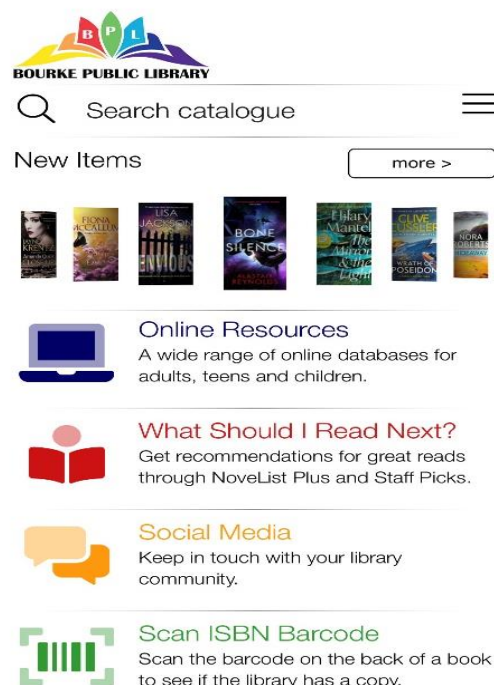 B P L
BOURKE PUBLIC LIBRARY
Search catalogue
New Items
more >
FIONA
McCALLUM
LISA
JACKSON
ENVIOUS
BONE
SILENCE
ALASTAIR
REYNOLDS
Hilary
Mantel
The
Mirror
& the
Light
CLIVE
CUSSLER
WRATH OF
POSEIDON
NORA
ROBERTS
HIDEAWAY
Online Resources
A wide range of online databases for
adults, teens and children.
What Should I Read Next?
Get recommendations for great reads
through NoveList Plus and Staff Picks.
Social Media
Keep in touch with your library
community.
Scan ISBN Barcode
Scan the barcode on the back of a book
to see if the library has a copy.